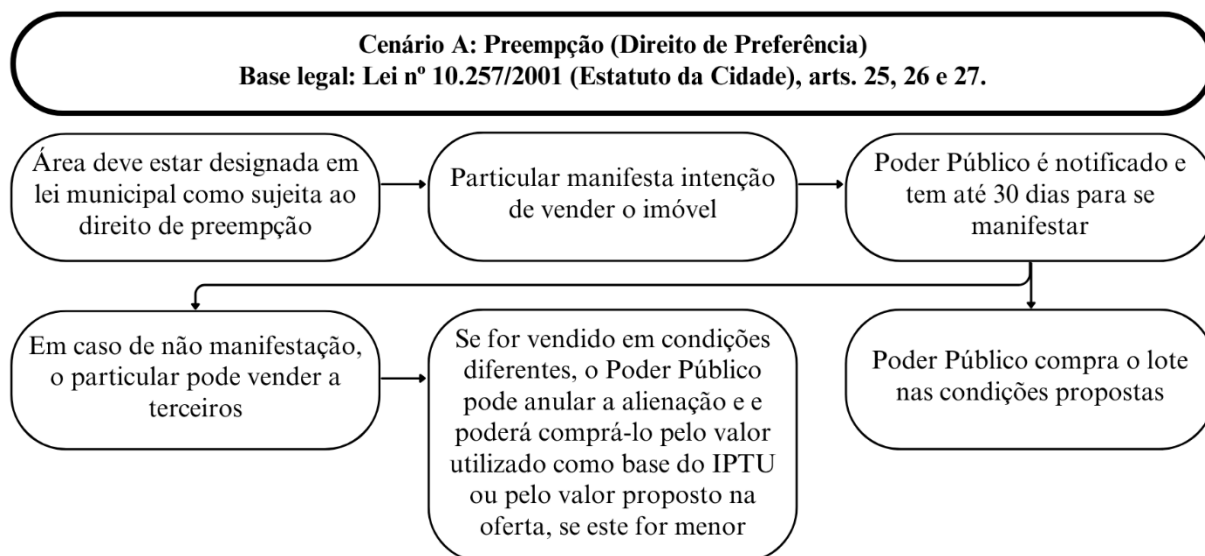 Cenário A: Preempção (Direito de Preferência)
Base legal: Lei nº 10.257/2001 (Estatuto da Cidade), arts. 25, 26 e 27.
Área deve estar designada em
lei municipal como sujeita ao
direito de preempção
Particular manifesta intenção
de vender o imóvel
Poder Público é notificado e
tem até 30 dias para se
manifestar
Em caso de não manifestação,
o particular pode vender a
terceiros
Se for vendido em condições
diferentes, o Poder Público
pode anular a alienação e e
poderá comprá-lo pelo valor
utilizado como base do IPTU
ou pelo valor proposto na
oferta, se este for menor
Poder Público compra o lote
nas condições propostas